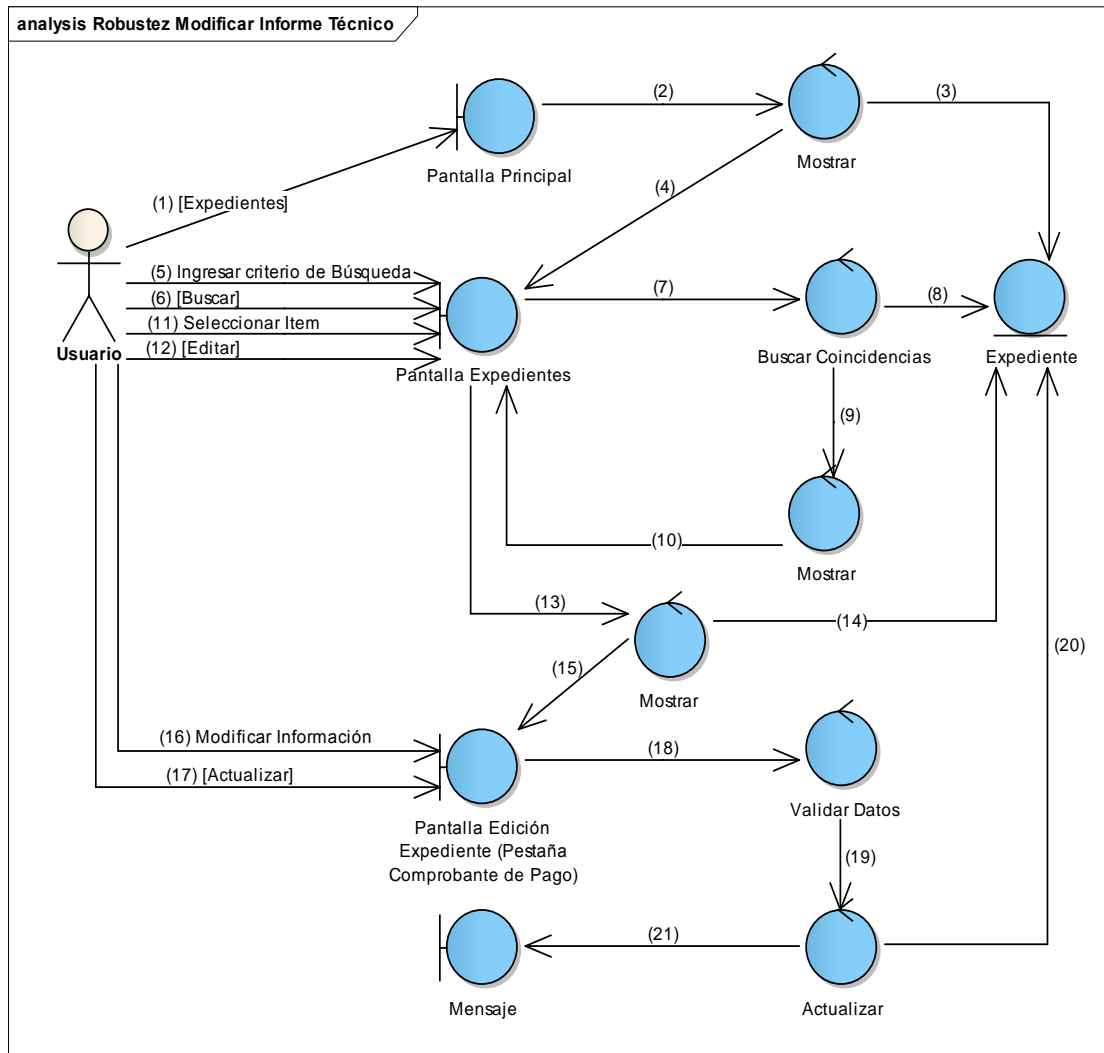 analysis Robustez Modificar Informe Técnico
(2)
(3)
Mostrar
Pantalla Principal
(4)
(1) [Expedientes]
(5) Ingresar criterio de Búsqueda
(6) [Buscar]
(11) Seleccionar Item
(12) [Editar]
Usuario
(7)
(8)
Pantalla Expedientes
Buscar Coincidencias
Expediente
(9)
(10)
Mostrar
(13)
(14)
(20)
(15)
Mostrar
(16) Modificar Información
(17) [Actualizar]
(18)
Validar Datos
Pantalla Edición
Expediente (Pestaña
Comprobante de Pago)
(19)
(21)
Mensaje
Actualizar